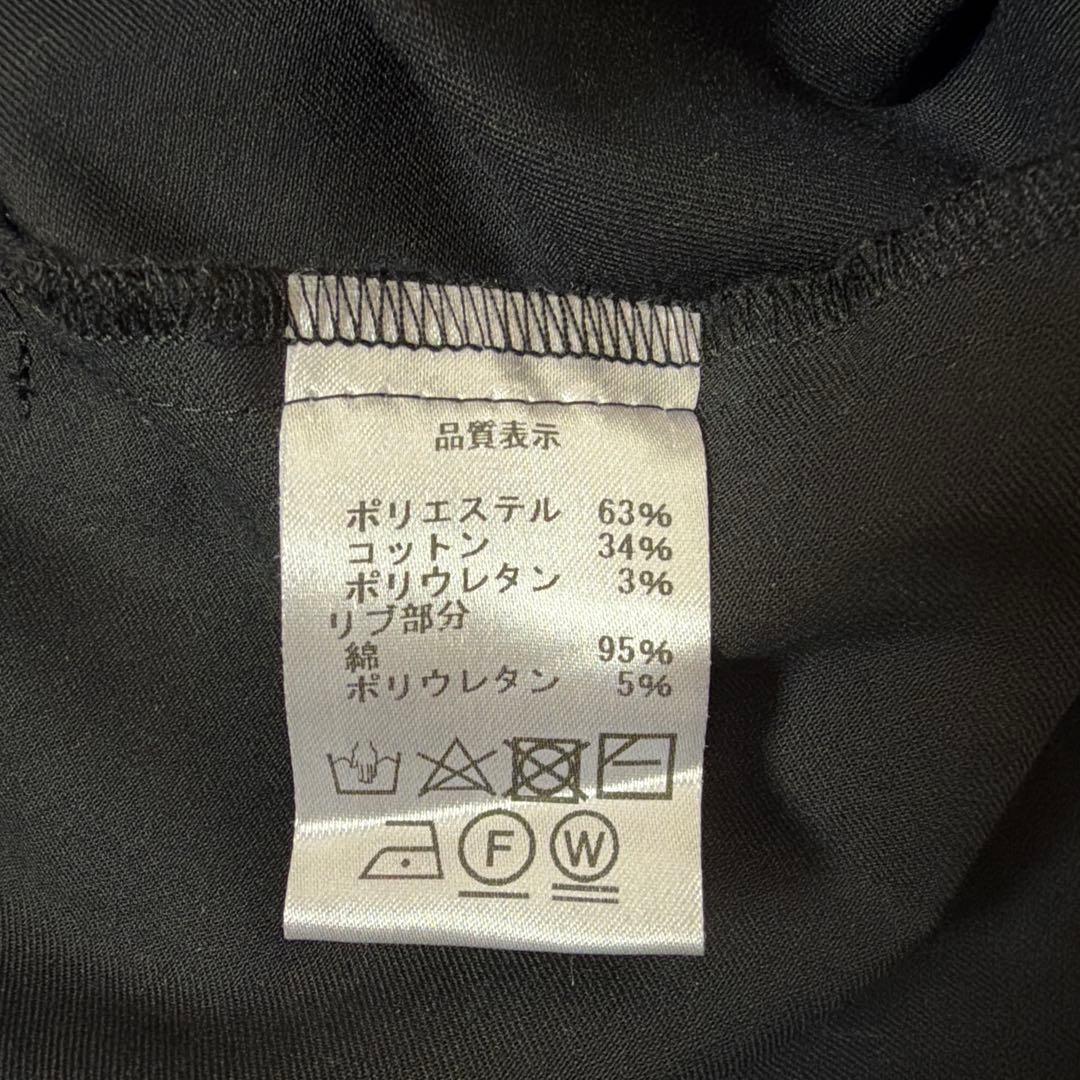 品質表示
ポリエステル 63%
コットン 34%
ポリウレタン 3%
リブ部分
綿 95%
ポリウレタン 5%
F W